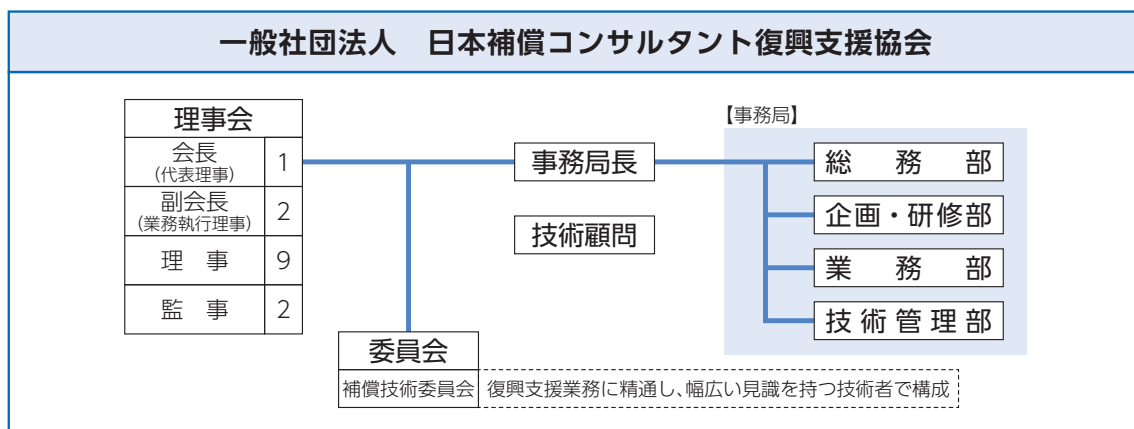 一般社団法人　日本補償コンサルタント復興支援協会
理事会
会長
(代表理事)
1
副会長
(業務執行理事)
2
理　事
9
監　事
2
委員会
補償技術委員会
復興支援業務に精通し、幅広い見識を持つ技術者で構成
事務局長
技術顧問
【事務局】
総　務　部
企画・研修部
業　務　部
技術管理部